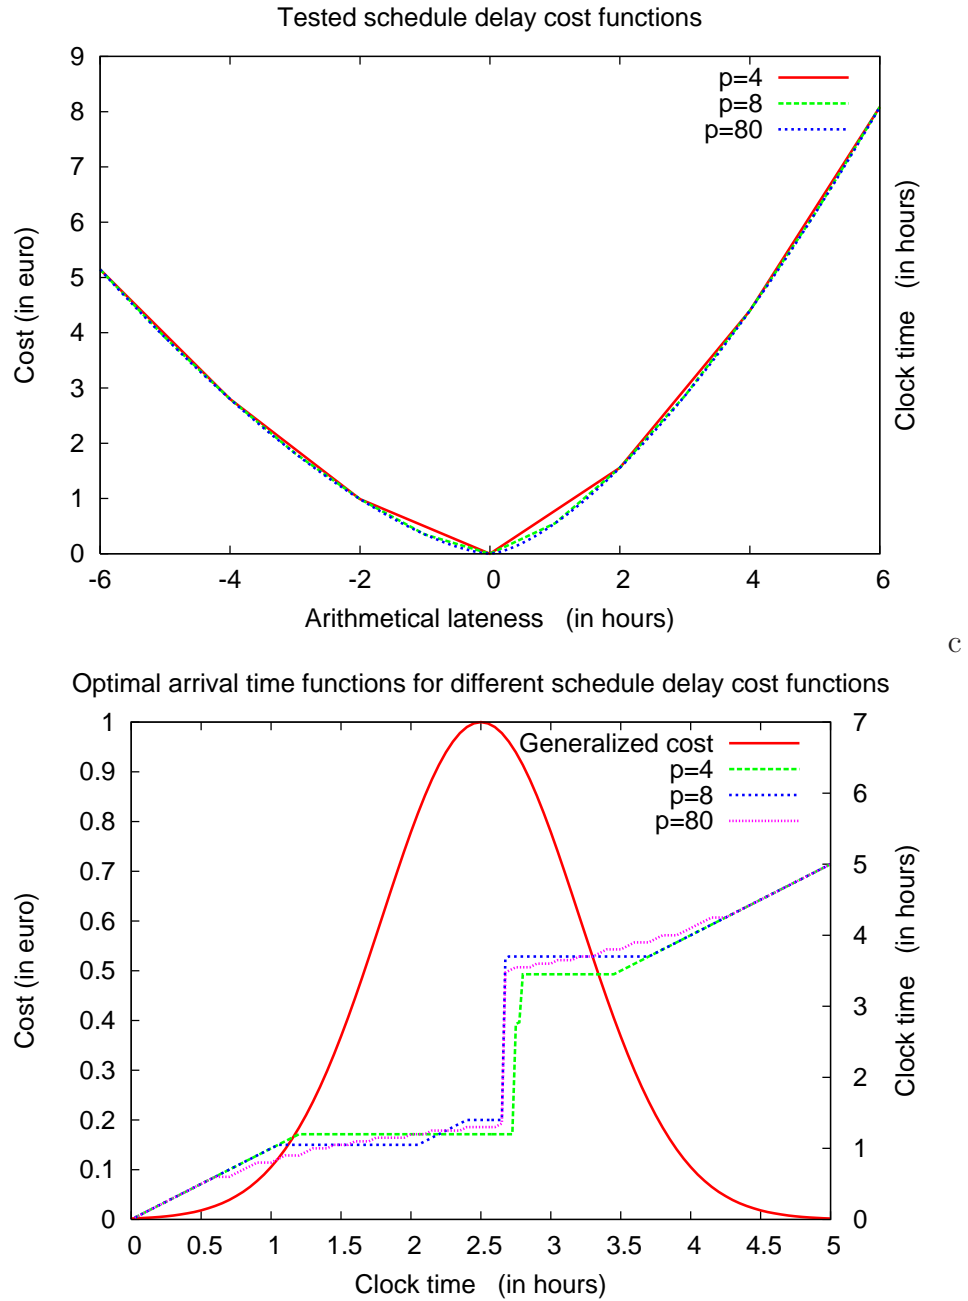 Tested schedule delay cost functions
9
8
7
6
5
4
3
2
1
0
Cost (in euro)
p=4
p=8
p=80
Clock time (in hours)
-6 -4 -2 0 2 4 6
Arithmetical lateness (in hours)
c
Optimal arrival time functions for different schedule delay cost functions
1
0.9
0.8
0.7
0.6
0.5
0.4
0.3
0.2
0.1
0
Cost (in euro)
Generalized cost
p=4
p=8
p=80
7
6
5
4
3
2
1
0
Clock time (in hours)
0 0.5 1 1.5 2 2.5 3 3.5 4 4.5 5
Clock time (in hours)